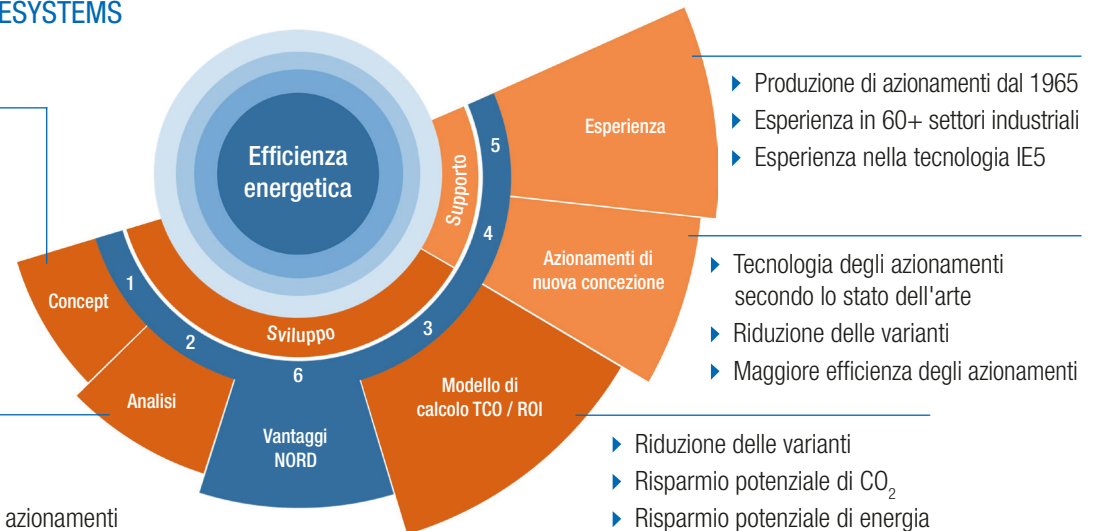 ESYSTEMS
Efficienza
energetica
Supporto
Sviluppo
1
2
3
4
5
6
Concept
Analisi
Vantaggi
NORD
Modello di
calcolo TCO / ROI
Azionamenti di
nuova concezione
Esperienza
Produzione di azionamenti dal 1965
Esperienza in 60+ settori industriali
Esperienza nella tecnologia IE5
Tecnologia degli azionamenti
secondo lo stato dell'arte
Riduzione delle varianti
Maggiore efficienza degli azionamenti
Riduzione delle varianti
Risparmio potenziale di CO₂
Risparmio potenziale di energia
azionamenti